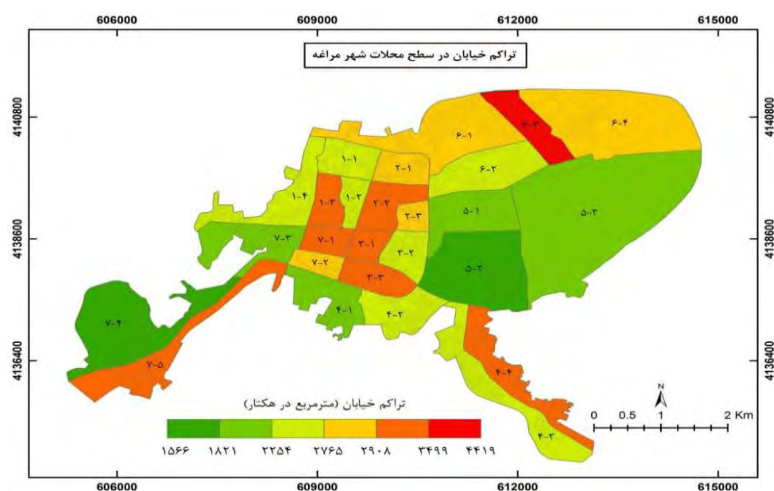 606000 609000 612000 615000
تراکم خیابان در سطح محلات شهر مراغه
4140800 4140800
۶-۳
۶-۱ ۶-۴
۱-۱
۲-۱ ۶-۲
۱-۴ ۱-۳ ۱-۲ ۲-۲
۲-۳ ۵-۱ ۵-۳
4138600 4138600
۷-۳ ۷-۱ ۳-۱ ۳-۲
۷-۲ ۵-۲
۳-۳
۴-۱ ۴-۲
۷-۴
4136400 4136400
۷-۵ ۴-۴
تراکم خیابان (مترمربع در هکتار)
N
۴-۳
0 0.5 1 2 Km
۱۵۶۶ ۱۸۲۱ ۲۲۵۴ ۲۷۶۵ ۲۹۰۸ ۳۴۹۹ ۴۴۱۹
606000 609000 612000 615000